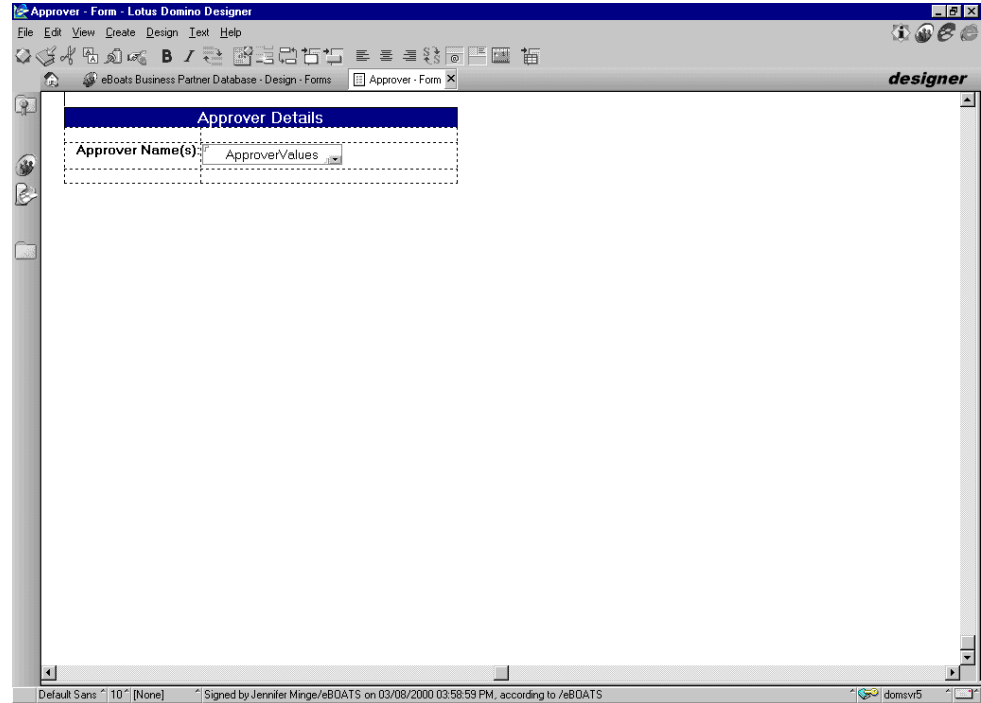 Approver - Form - Lotus Domino Designer
File Edit View Create Design Text Help
eBoats Business Partner Database - Design - Forms Approver - Form designer
Approver Details
Approver Name(s): ApproverValues
Default Sans 10 [None] Signed by Jennifer Minge/eBOATS on 03/08/2000 03:58:59 PM, according to /eBOATS domsvr5